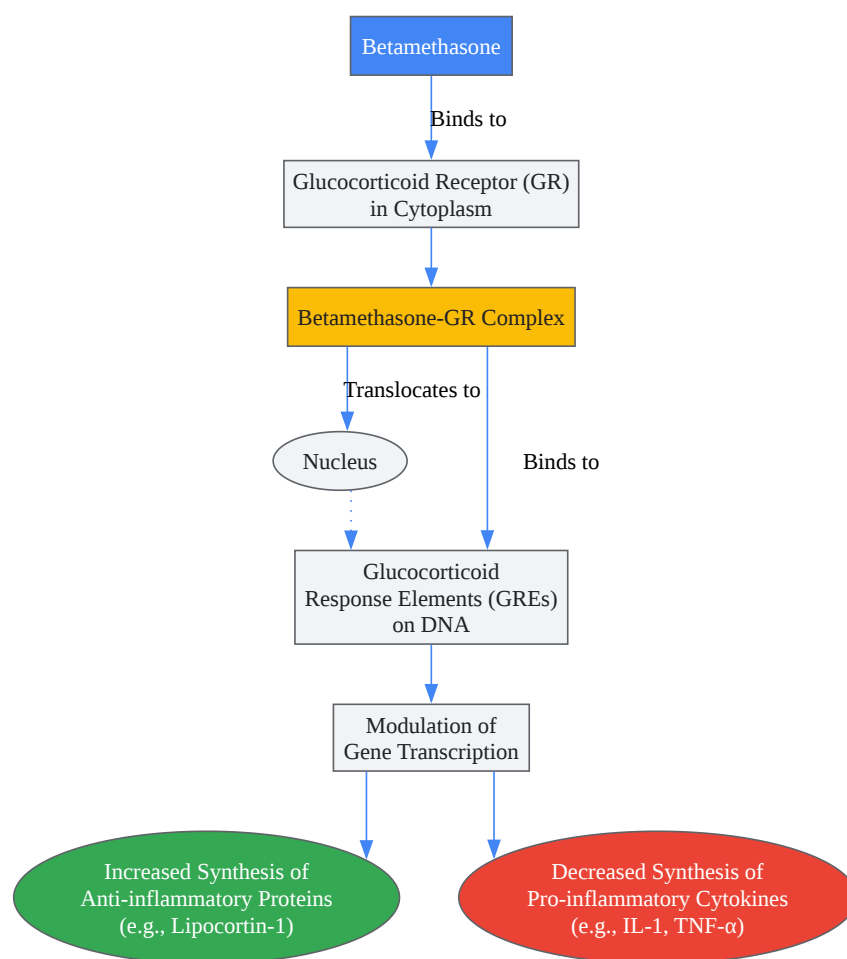 Betamethasone
Binds to
Glucocorticoid Receptor (GR)
in Cytoplasm
Betamethasone-GR Complex
Translocates to
Nucleus
Binds to
Glucocorticoid
Response Elements (GREs)
on DNA
Modulation of
Gene Transcription
Increased Synthesis of
Anti-inflammatory Proteins
(e.g., Lipocortin-1)
Decreased Synthesis of
Pro-inflammatory Cytokines
(e.g., IL-1, TNF-α)